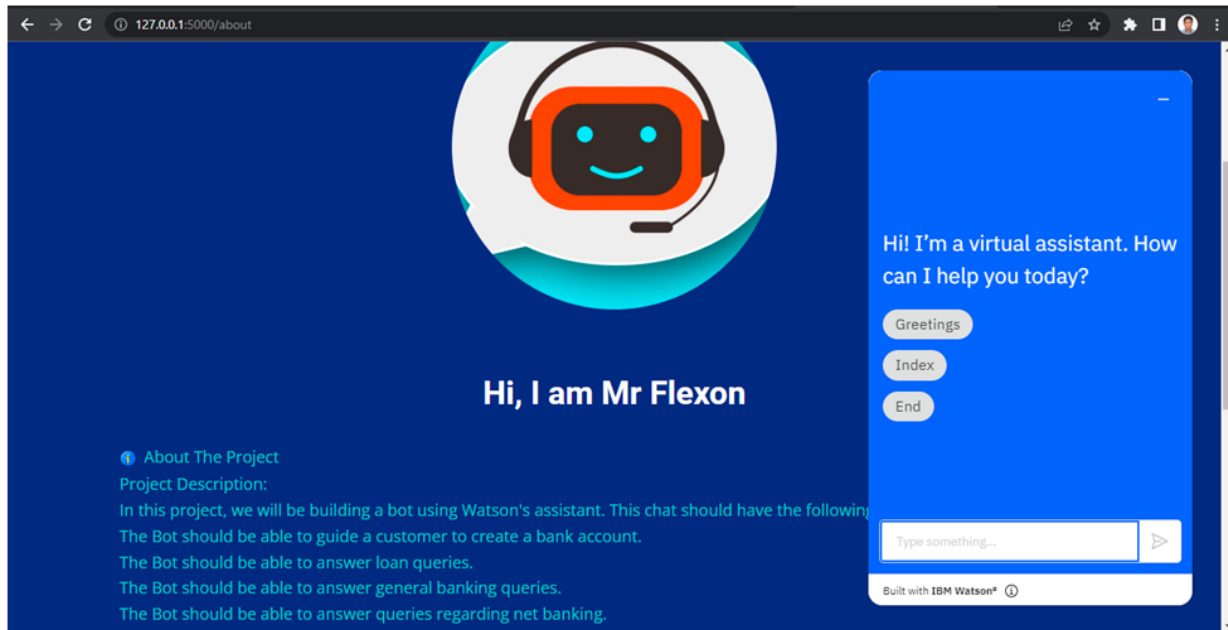 127.0.0.1:5000/about
Hi, I am Mr Flexon
About The Project
Project Description:
In this project, we will be building a bot using Watson's assistant. This chat should have the following
The Bot should be able to guide a customer to create a bank account.
The Bot should be able to answer loan queries.
The Bot should be able to answer general banking queries.
The Bot should be able to answer queries regarding net banking.
Hi! I’m a virtual assistant. How
can I help you today?
Greetings
Index
End
Type something...
Built with IBM Watson®